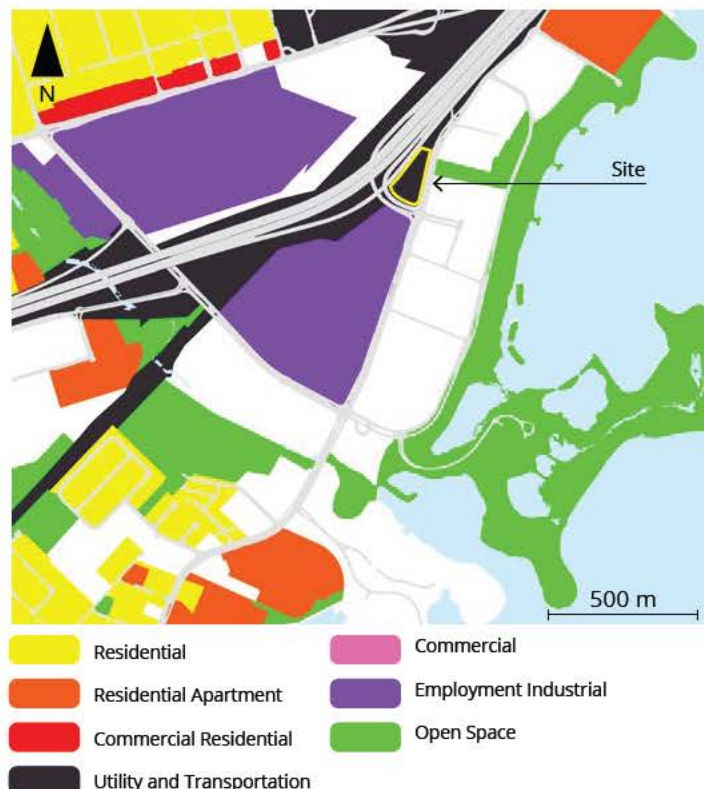 N
Site
500 m
Residential
Residential Apartment
Commercial Residential
Utility and Transportation
Commercial
Employment Industrial
Open Space